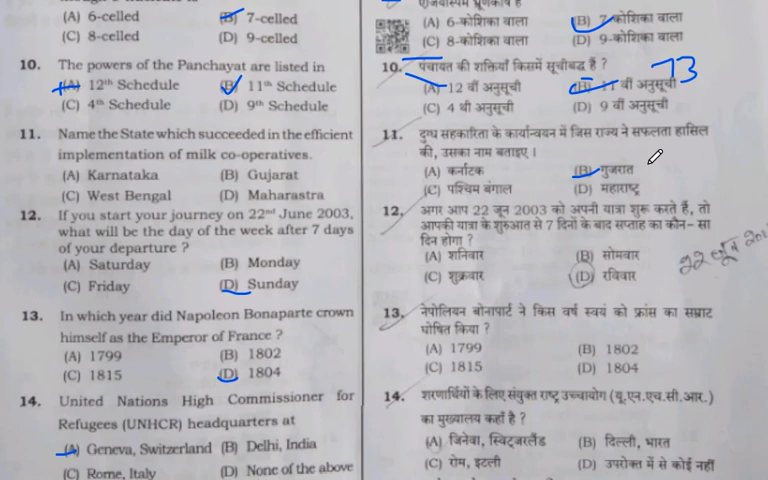 (A) 6-celled (B) 7-celled
(C) 8-celled (D) 9-celled
10. The powers of the Panchayat are listed in
(A) 12th Schedule (B) 11th Schedule
(C) 4th Schedule (D) 9th Schedule
11. Name the State which succeeded in the efficient
implementation of milk co-operatives.
(A) Karnataka (B) Gujarat
(C) West Bengal (D) Maharastra
12. If you start your journey on 22nd June 2003,
what will be the day of the week after 7 days
of your departure ?
(A) Saturday (B) Monday
(C) Friday (D) Sunday
13. In which year did Napoleon Bonaparte crown
himself as the Emperor of France ?
(A) 1799 (B) 1802
(C) 1815 (D) 1804
14. United Nations High Commissioner for
Refugees (UNHCR) headquarters at
(A) Geneva, Switzerland (B) Delhi, India
(C) Rome, Italy (D) None of the above
(A) 6-कोशिका वाला (B) 7-कोशिका वाला
(C) 8-कोशिका वाला (D) 9-कोशिका वाला
10. पंचायत की शक्तियाँ किसमें सूचीबद्ध हैं ? 73
(A) 12 वीं अनुसूची (B) 11 वीं अनुसूची
(C) 4 थी अनुसूची (D) 9 वीं अनुसूची
11. दुग्ध सहकारिता के कार्यान्वयन में जिस राज्य ने सफलता हासिल
की, उसका नाम बताइए ।
(A) कर्नाटक (B) गुजरात
(C) पश्चिम बंगाल (D) महाराष्ट्र
12. अगर आप 22 जून 2003 को अपनी यात्रा शुरू करते हैं, तो
आपकी यात्रा के शुरुआत से 7 दिनों के बाद सप्ताह का कौन-सा
दिन होगा ?
(A) शनिवार (B) सोमवार
(C) शुक्रवार (D) रविवार
22 जून
13. नेपोलियन बोनापार्ट ने किस वर्ष स्वयं को फ्रांस का सम्राट
घोषित किया ?
(A) 1799 (B) 1802
(C) 1815 (D) 1804
14. शरणार्थियों के लिए संयुक्त राष्ट्र उच्चायोग (यू.एन.एच.सी.आर.)
का मुख्यालय कहाँ है ?
(A) जिनेवा, स्विट्जरलैंड (B) दिल्ली, भारत
(C) रोम, इटली (D) उपरोक्त में से कोई नहीं